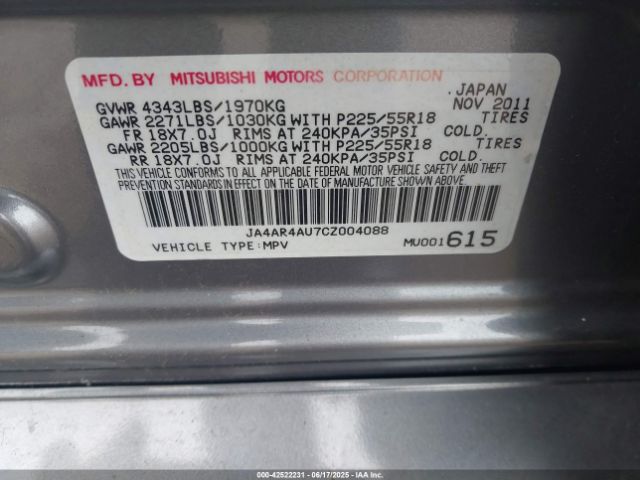 MFD. BY MITSUBISHI MOTORS CORPORATION. JAPAN
GVWR 4343LBS/1970KG NOV 2011
GAWR 2271LBS/1030KG WITH P225/55R18 TIRES
FR 18X7.0J RIMS AT 240KPA/35PSI COLD.
GAWR 2205LBS/1000KG WITH P225/55R18 TIRES
RR 18X7.0J RIMS AT 240KPA/35PSI COLD.
THIS VEHICLE CONFORMS TO ALL APPLICABLE FEDERAL MOTOR VEHICLE SAFETY AND THEFT
PREVENTION STANDARDS IN EFFECT ON THE DATE OF MANUFACTURE SHOWN ABOVE.
JA4AR4AU7CZ004088
VEHICLE TYPE:MPV MU001615
000-42522231 - 06/17/2025 - IAAI.COM